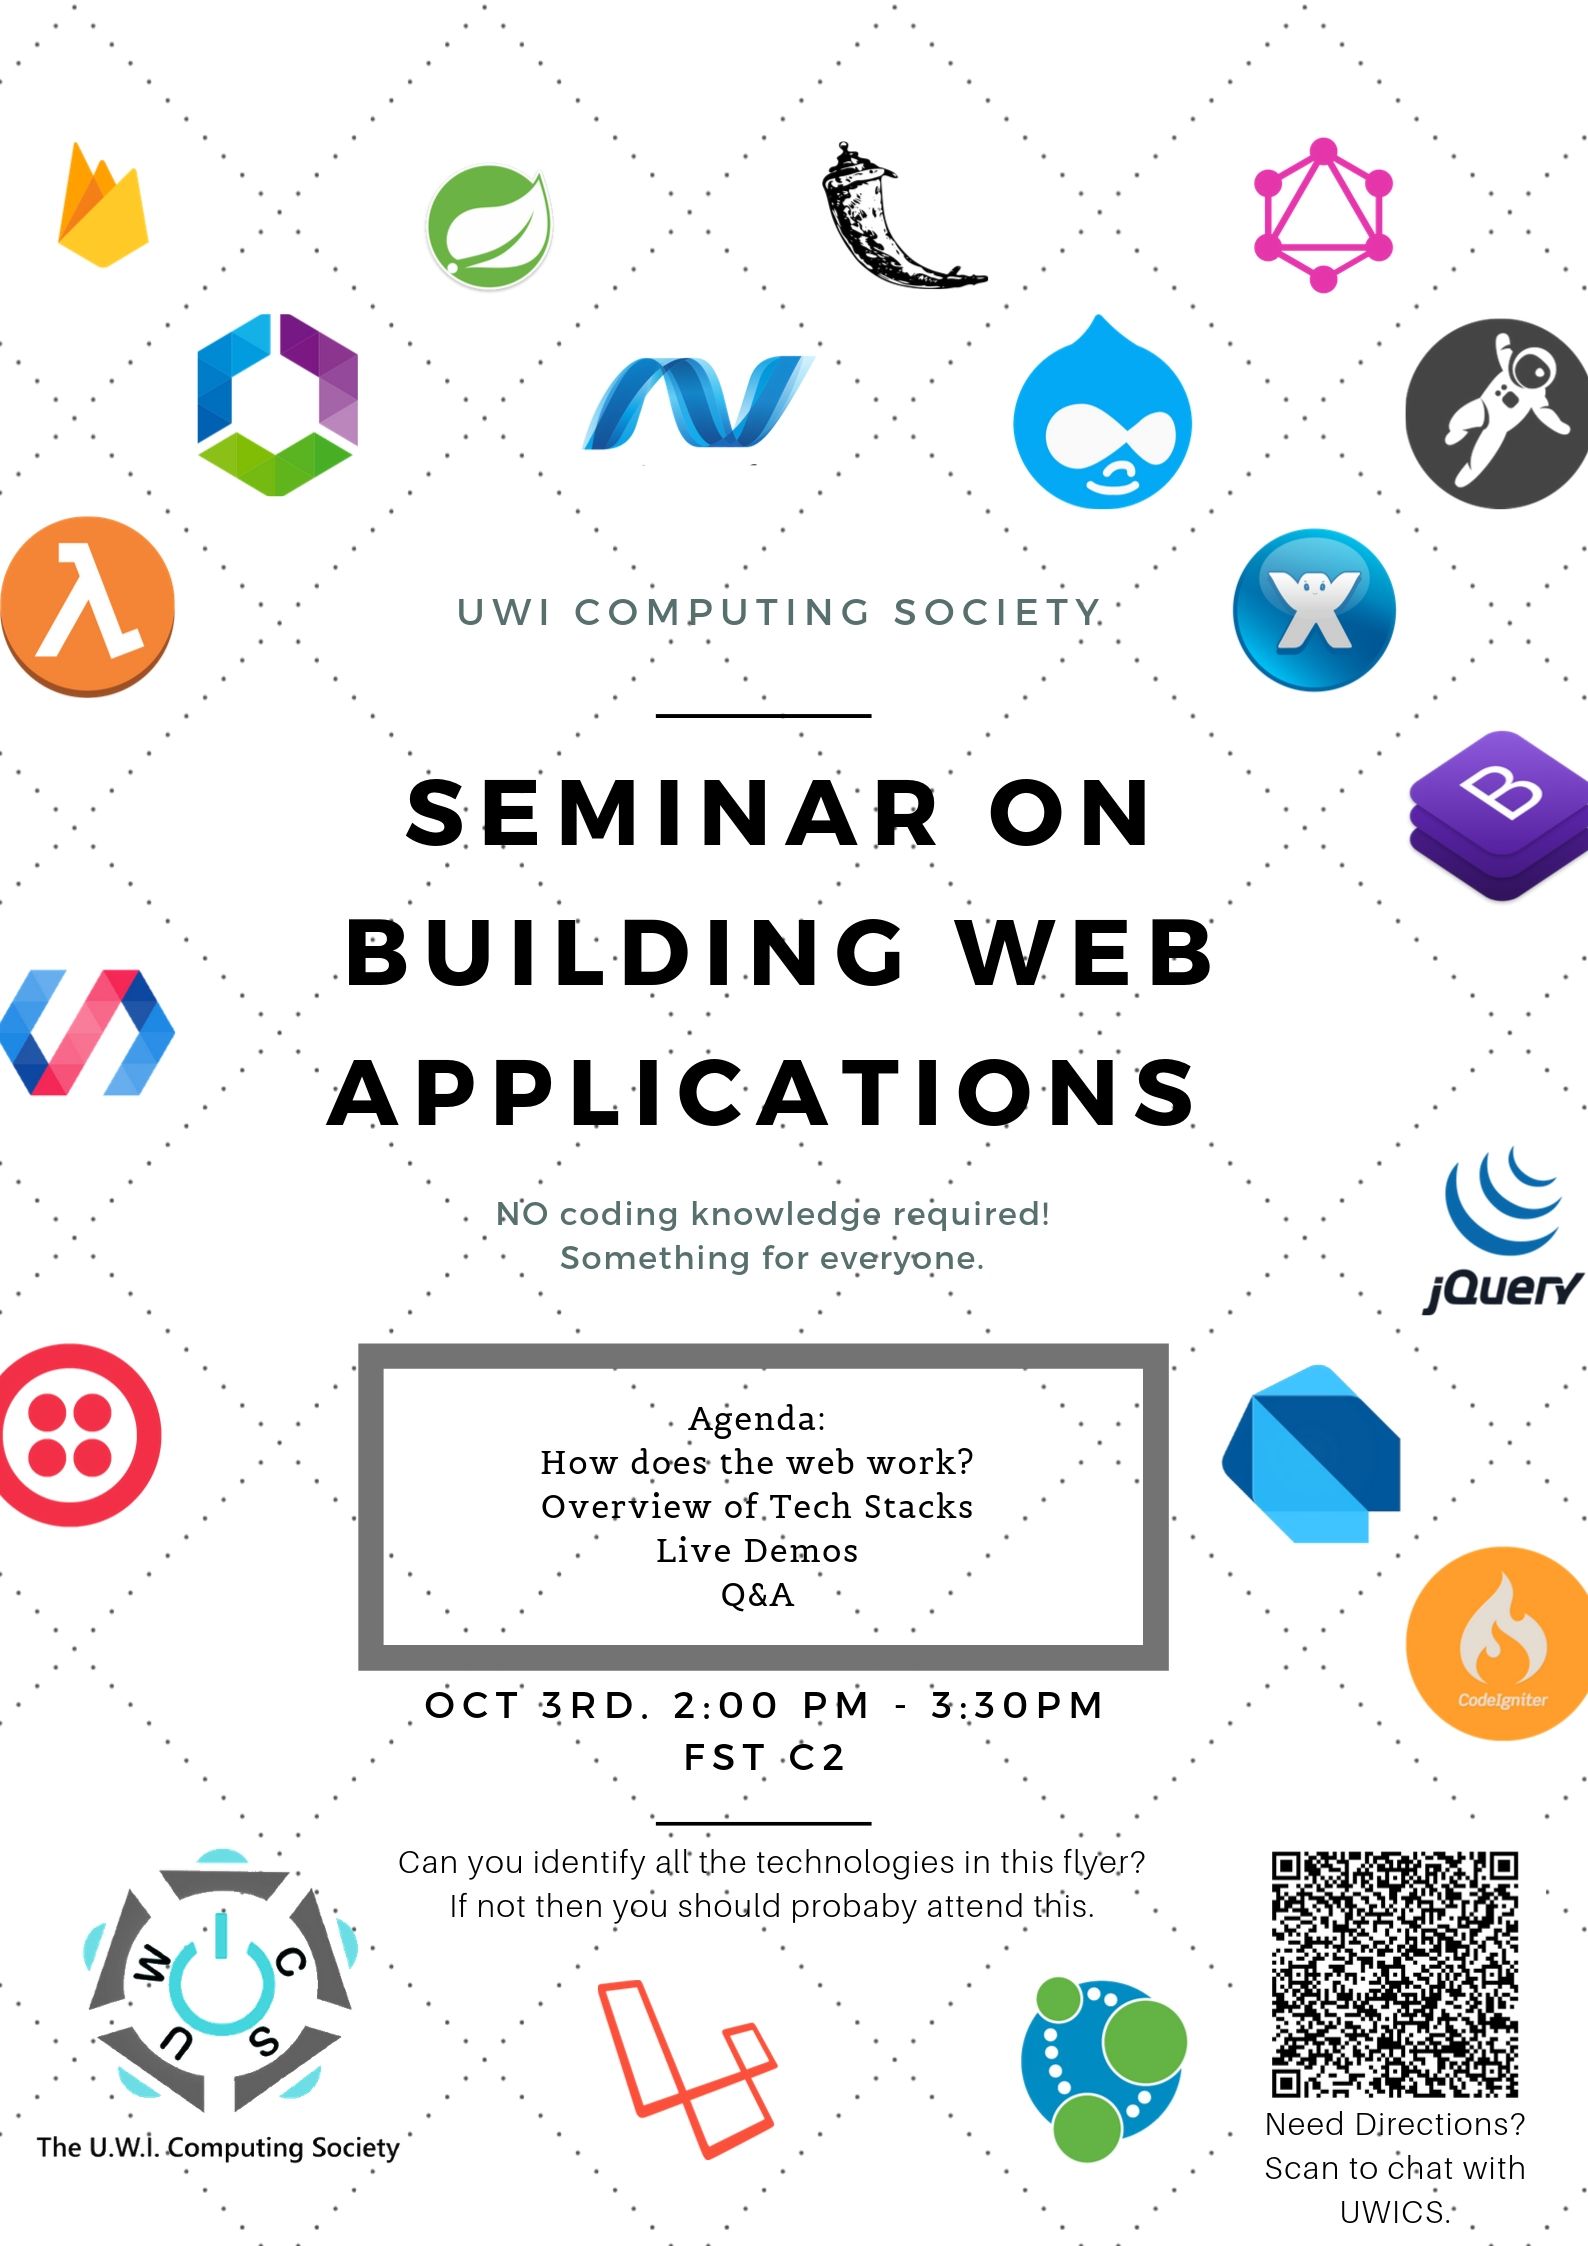 UWI COMPUTING SOCIETY
SEMINAR ON
BUILDING WEB
APPLICATIONS
NO coding knowledge required!
Something for everyone.
B
jQuery
Agenda:
How does the web work?
Overview of Tech Stacks
Live Demos
Q&A
CodeIgniter
OCT 3RD. 2:00 PM - 3:30PM
FST C2
Can you identify all the technologies in this flyer?
If not then you should probaby attend this.
U W I C S
The U.W.I. Computing Society
Need Directions?
Scan to chat with
UWICS.
λ